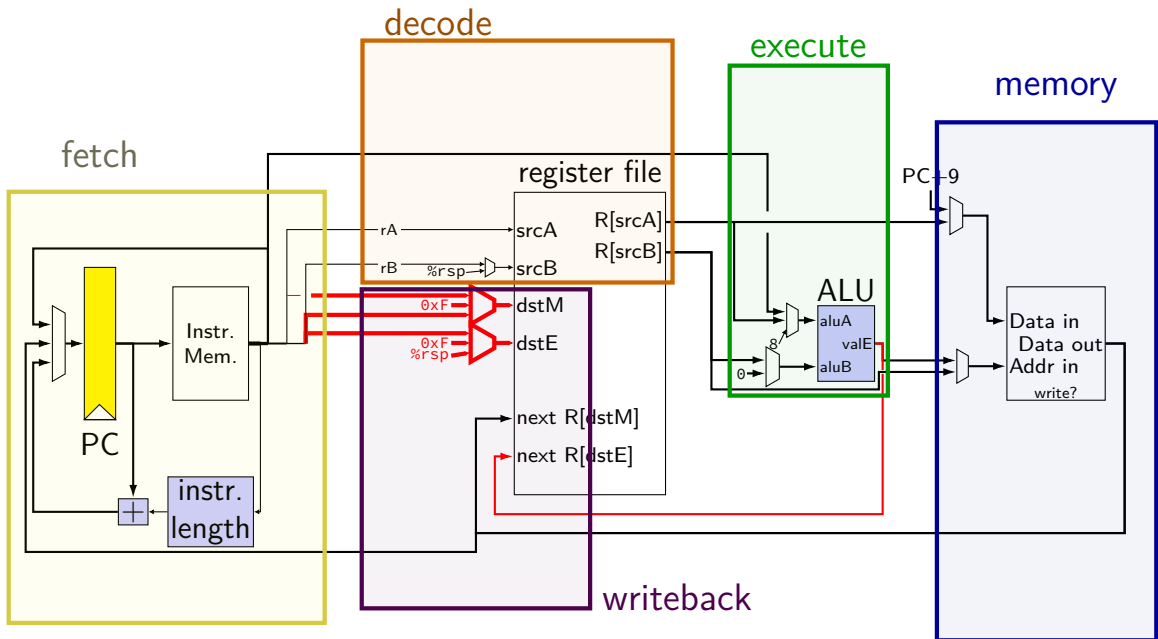 decode
execute
memory
fetch
register file
PC+9
rA
srcA
R[srcA]
R[srcB]
rB
%rsp
srcB
ALU
0xF
dstM
Instr.
Mem.
aluA
valE
8
aluB
0
0xF
%rsp
dstE
Data in
Data out
Addr in
write?
PC
next R[dstM]
next R[dstE]
instr.
length
+
writeback